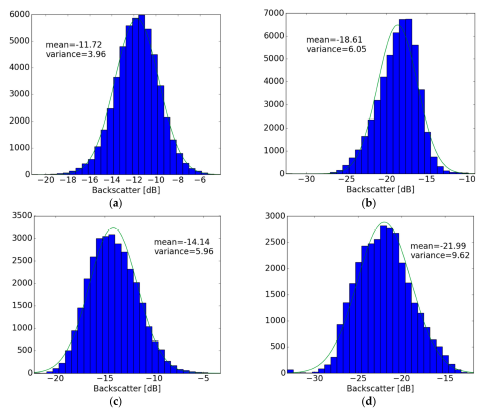 6000
5000
4000
3000
2000
1000
0
mean=-11.72
variance=3.96
−20 −18 −16 −14 −12 −10 −8 −6
Backscatter [dB]
(a)
7000
6000
5000
4000
3000
2000
1000
0
mean=-18.61
variance=6.05
−30 −25 −20 −15 −10
Backscatter [dB]
(b)
3500
3000
2500
2000
1500
1000
500
0
mean=-14.14
variance=5.96
−20 −15 −10 −5
Backscatter [dB]
(c)
3000
2500
2000
1500
1000
500
0
mean=-21.99
variance=9.62
−30 −25 −20 −15
Backscatter [dB]
(d)